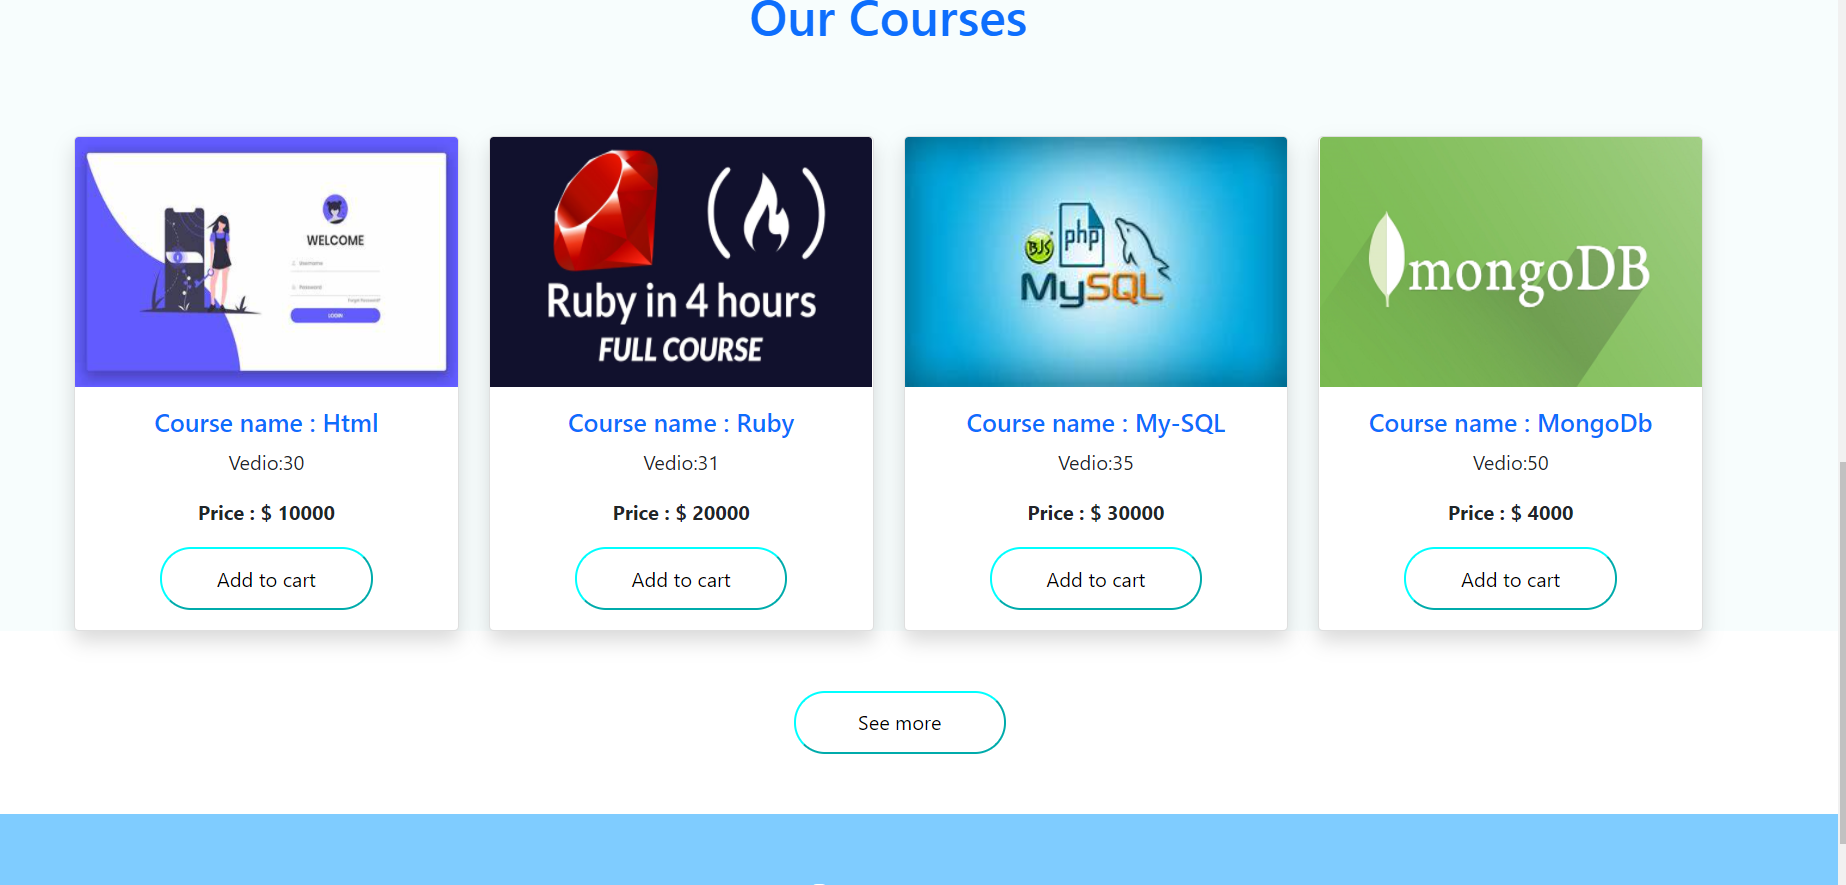 Our Courses
WELCOME
Username
Password
Forgot Password?
LOGIN
Ruby in 4 hours
FULL COURSE
BJS
php
MySQL
mongoDB
Course name : Html
Vedio:30
Price : $ 10000
Add to cart
Course name : Ruby
Vedio:31
Price : $ 20000
Add to cart
Course name : My-SQL
Vedio:35
Price : $ 30000
Add to cart
Course name : MongoDb
Vedio:50
Price : $ 4000
Add to cart
See more